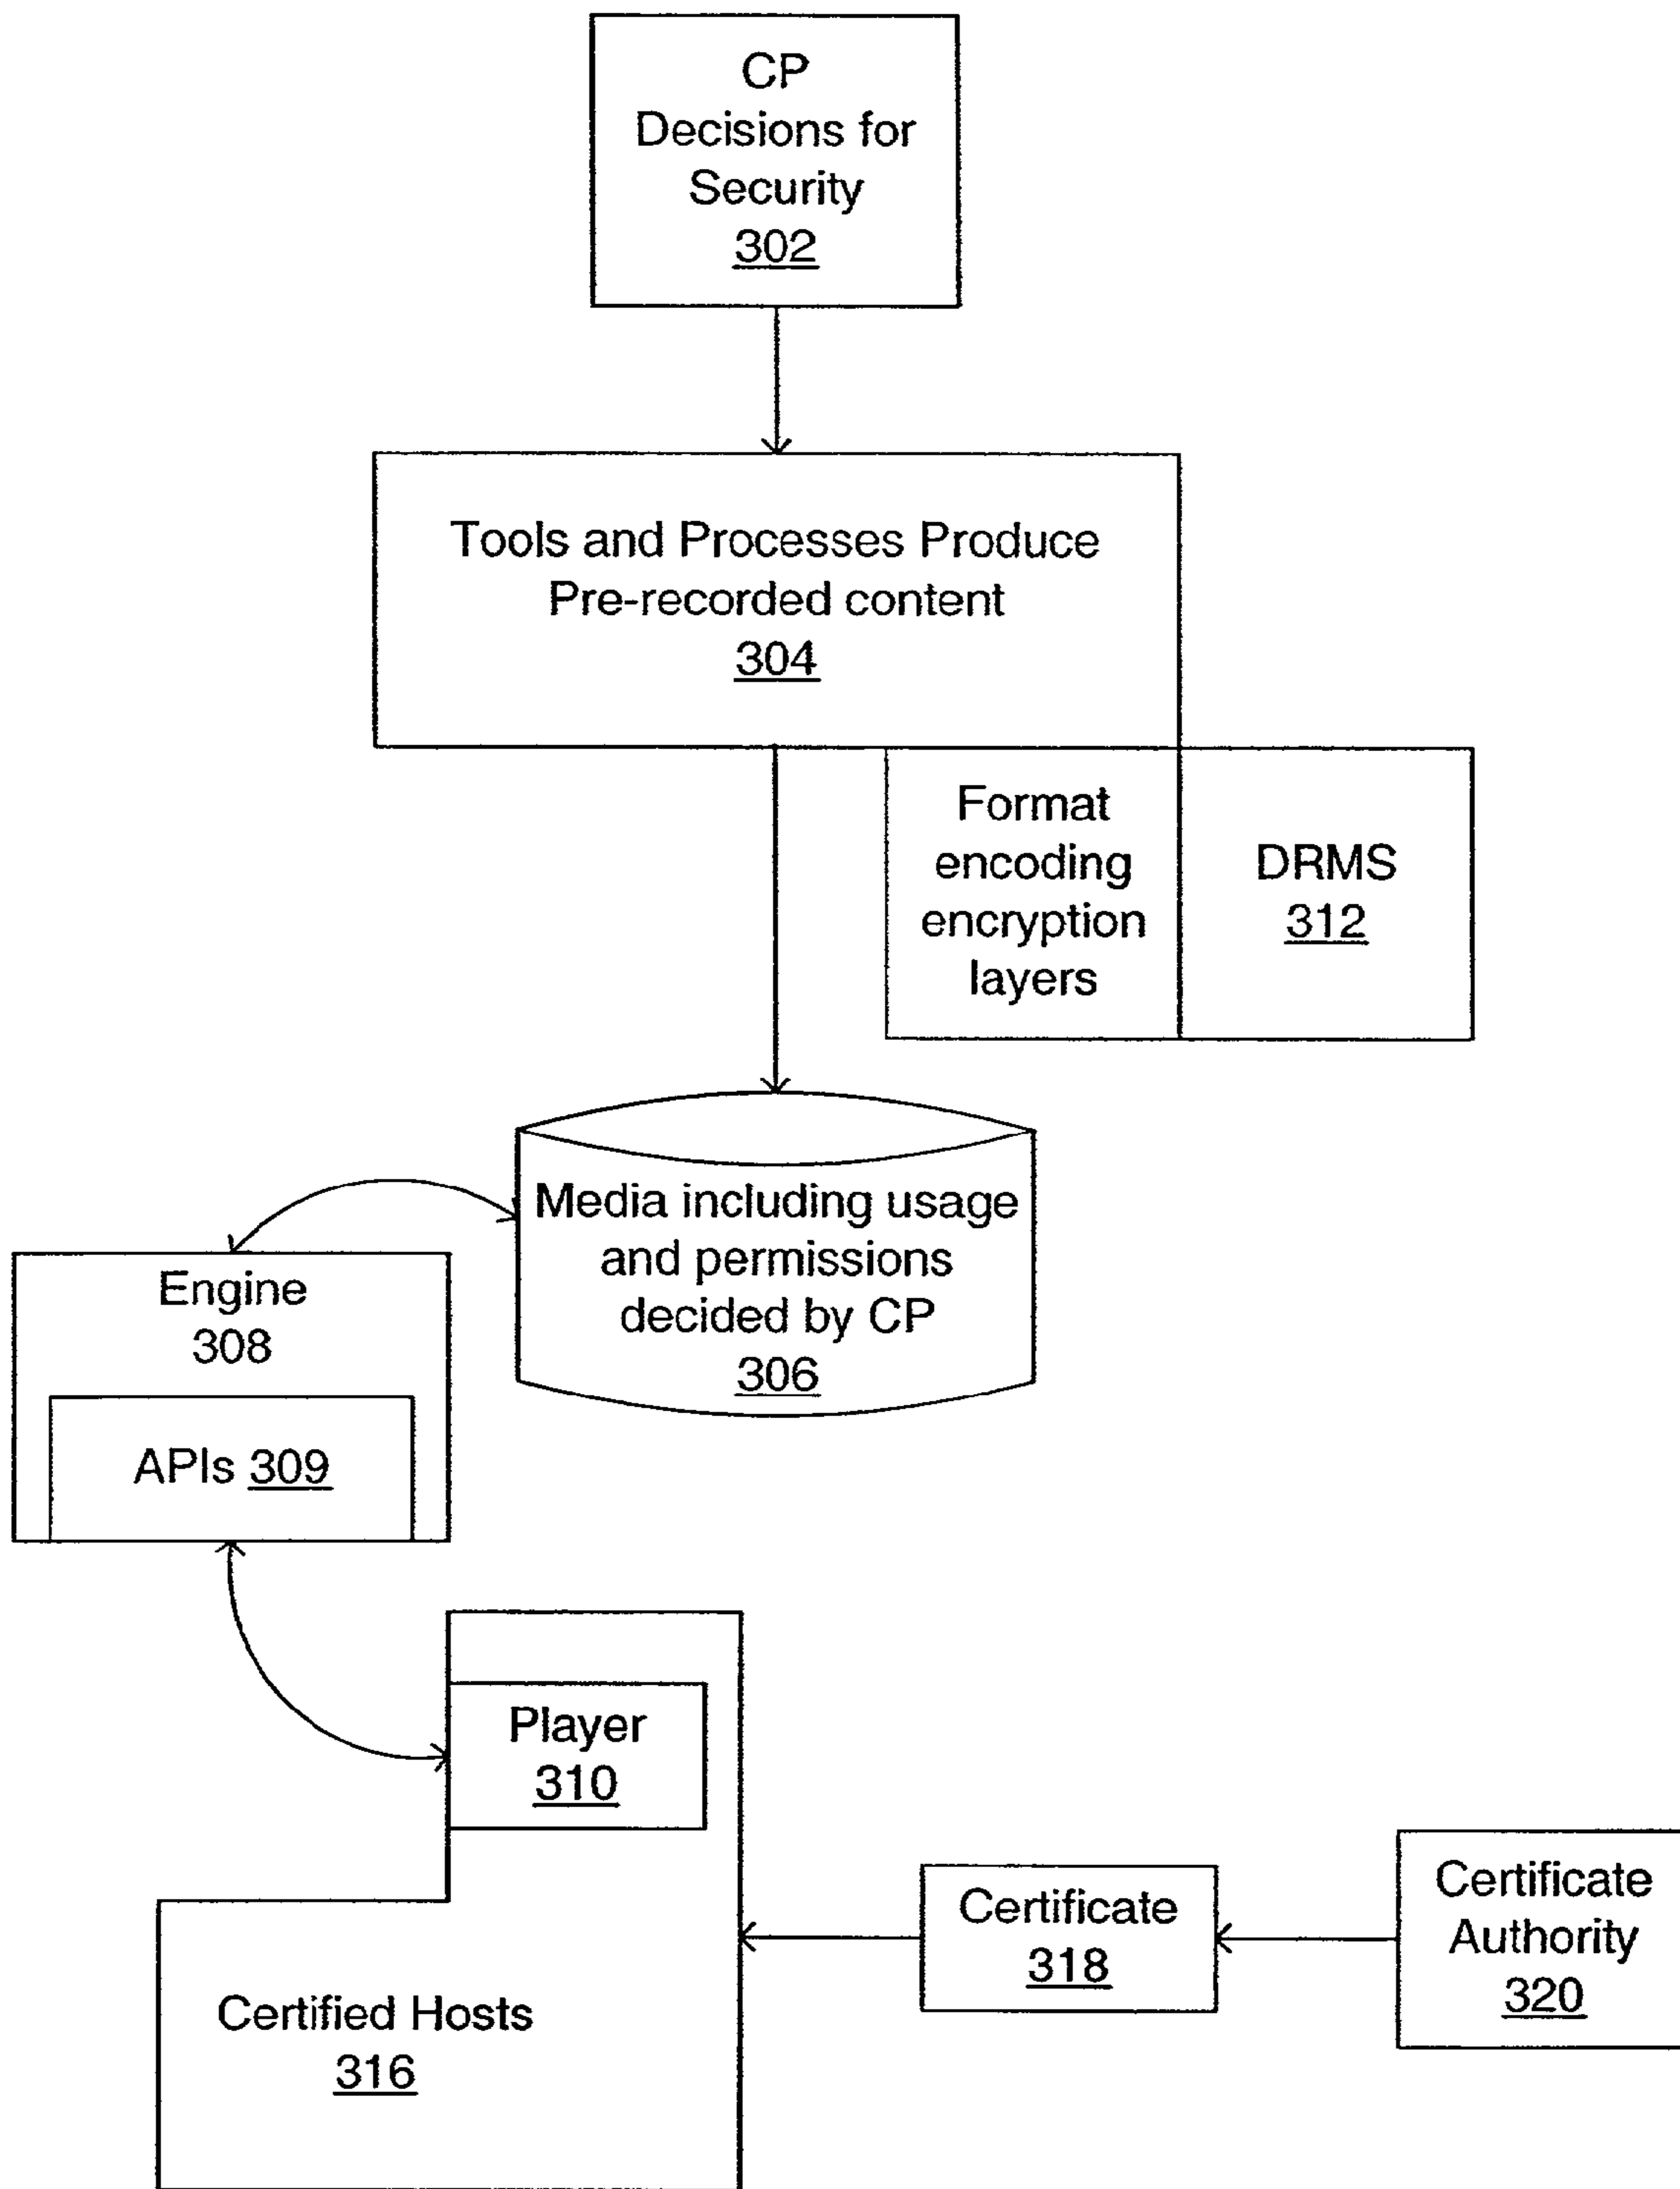 CP
Decisions for
Security
302
Tools and Processes Produce
Pre-recorded content
304
Format
encoding
encryption
layers
DRMS
312
Media including usage
and permissions
decided by CP
306
Engine
308
APIs 309
Player
310
Certified Hosts
316
Certificate
318
Certificate
Authority
320